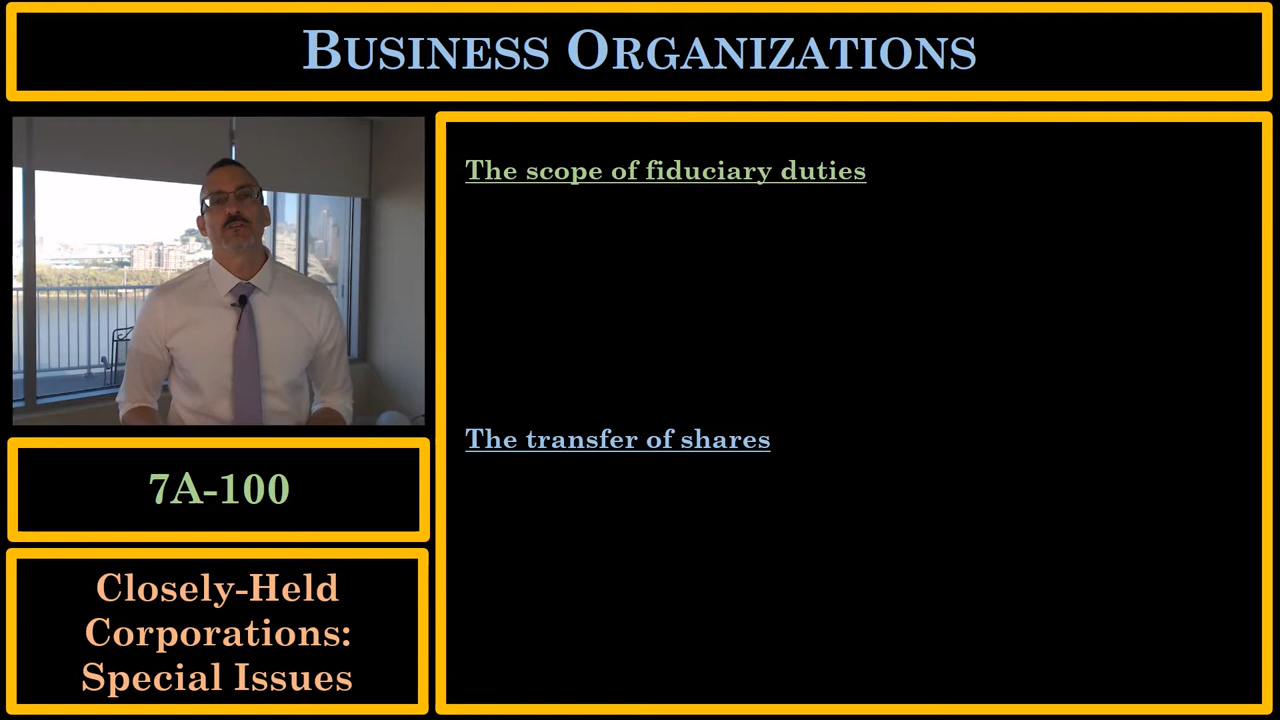 BUSINESS ORGANIZATIONS
The scope of fiduciary duties
The transfer of shares
7A-100
Closely-Held
Corporations:
Special Issues